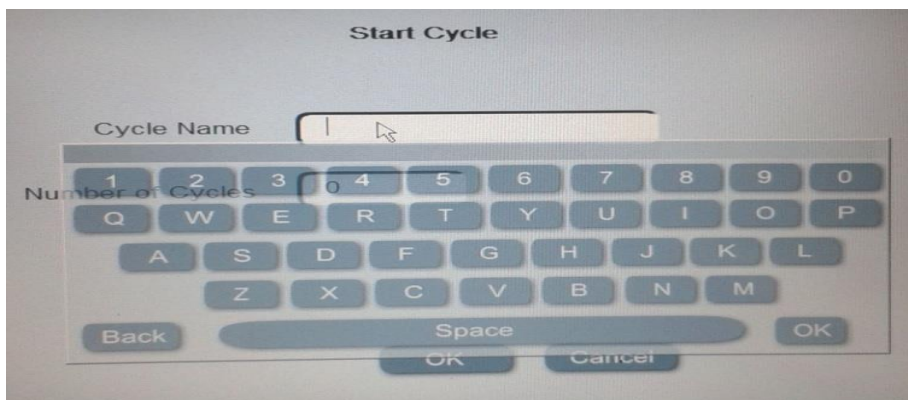 Start Cycle
Cycle Name
1 2 3 4 5 6 7 8 9 0
Number of Cycles 0
Q W E R T Y U I O P
A S D F G H J K L
Z X C V B N M
Back Space OK
OK Cancel